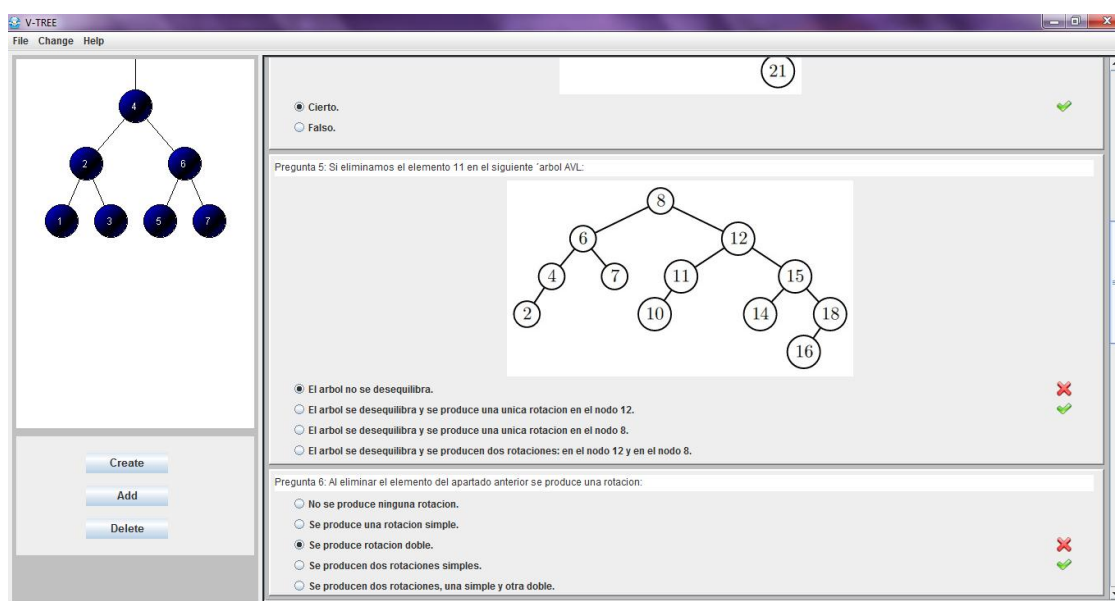 V-TREE
File Change Help
4
2 6
1 3 5 7
Create
Add
Delete
21
Cierto.
Falso.
Pregunta 5: Si eliminamos el elemento 11 en el siguiente ´arbol AVL:
8
6 12
4 7 11 15
2 10 14 18
16
El arbol no se desequilibra.
El arbol se desequilibra y se produce una unica rotacion en el nodo 12.
El arbol se desequilibra y se produce una unica rotacion en el nodo 8.
El arbol se desequilibra y se producen dos rotaciones: en el nodo 12 y en el nodo 8.
Pregunta 6: Al eliminar el elemento del apartado anterior se produce una rotacion:
No se produce ninguna rotacion.
Se produce una rotacion simple.
Se produce rotacion doble.
Se producen dos rotaciones simples.
Se producen dos rotaciones, una simple y otra doble.